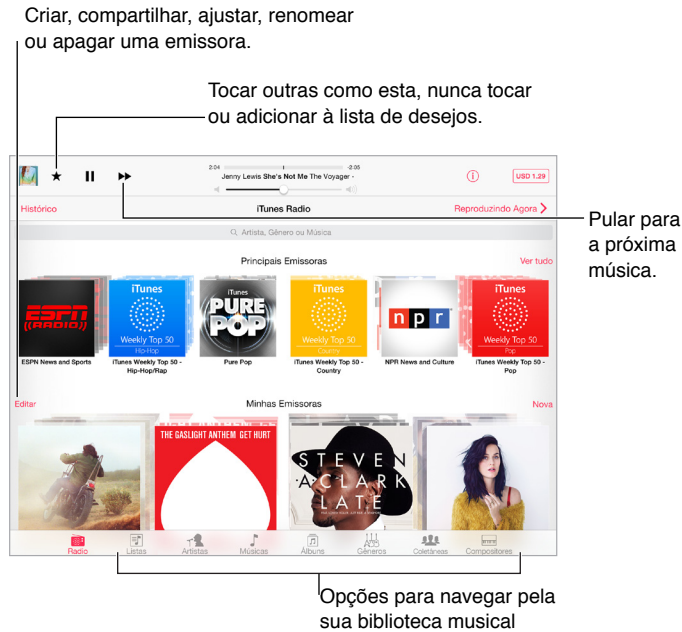 Criar, compartilhar, ajustar, renomear
ou apagar uma emissora.
Tocar outras como esta, nunca tocar
ou adicionar à lista de desejos.
2:04
-2:05
Jenny Lewis She's Not Me The Voyager -
USD 1.29
Histórico
iTunes Radio
Reproduzindo Agora
Pular para
a próxima
música.
Artista, Gênero ou Música
Principais Emissoras
Ver tudo
ESPN
((RADIO))
iTunes
Weekly Top 50
Hip-Hop
iTunes
PURE
POP
iTunes
Weekly Top 50
Country
npr
iTunes
Weekly Top 50
Pop
ESPN News and Sports
iTunes Weekly Top 50 -
Hip-Hop/Rap
Pure Pop
iTunes Weekly Top 50 -
Country
NPR News and Culture
iTunes Weekly Top 50 -
Pop
Editar
Minhas Emissoras
Nova
THE GASLIGHT ANTHEM GET HURT
STEVEN
A CLARK
LATE
Radio
Listas
Artistas
Músicas
Álbuns
Gêneros
Coletâneas
Compositores
Opções para navegar pela
sua biblioteca musical